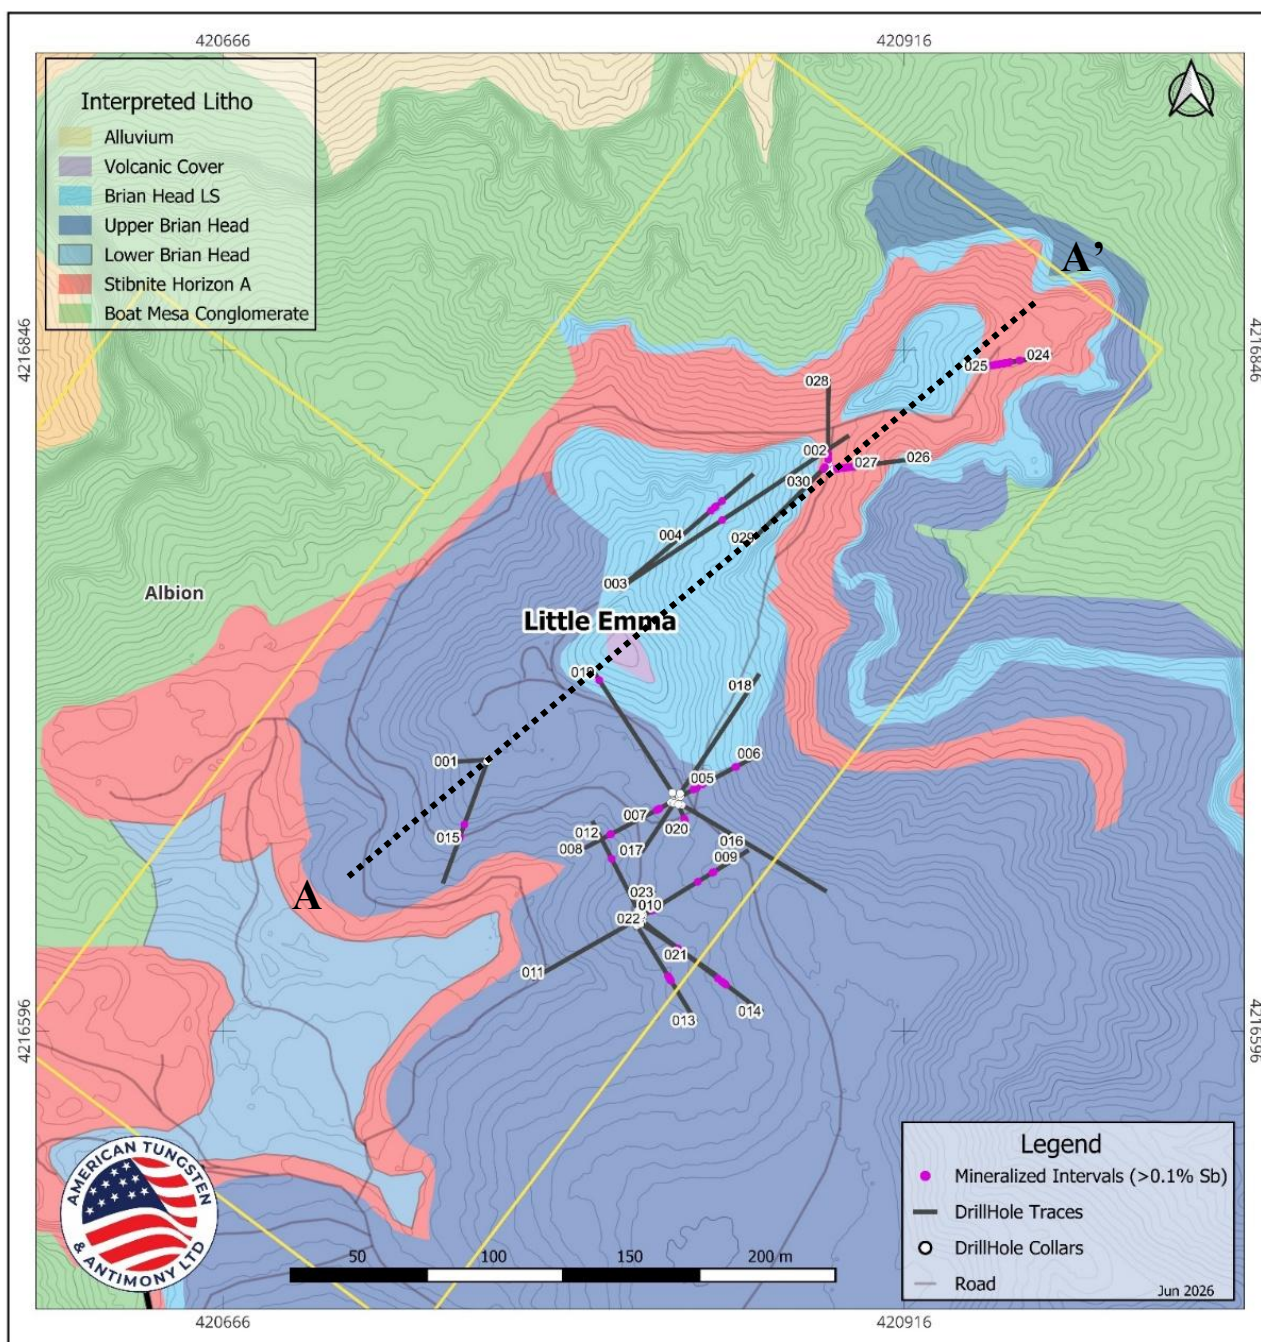 420666
420916
Interpreted Litho
Alluvium
Volcanic Cover
Brian Head LS
Upper Brian Head
Lower Brian Head
Stibnite Horizon A
Boat Mesa Conglomerate
A’
4216846
4216846
024
025
028
002
027
026
030
004
029
003
Albion
Little Emma
019
018
001
006
005
007
015
012
020
008
017
016
009
023
010
022
021
011
014
013
A
4216596
4216596
AMERICAN TUNGSTEN
& ANTIMONY LTD
50
100
150
200 m
Legend
Mineralized Intervals (>0.1% Sb)
DrillHole Traces
DrillHole Collars
Road
Jun 2026
420666
420916